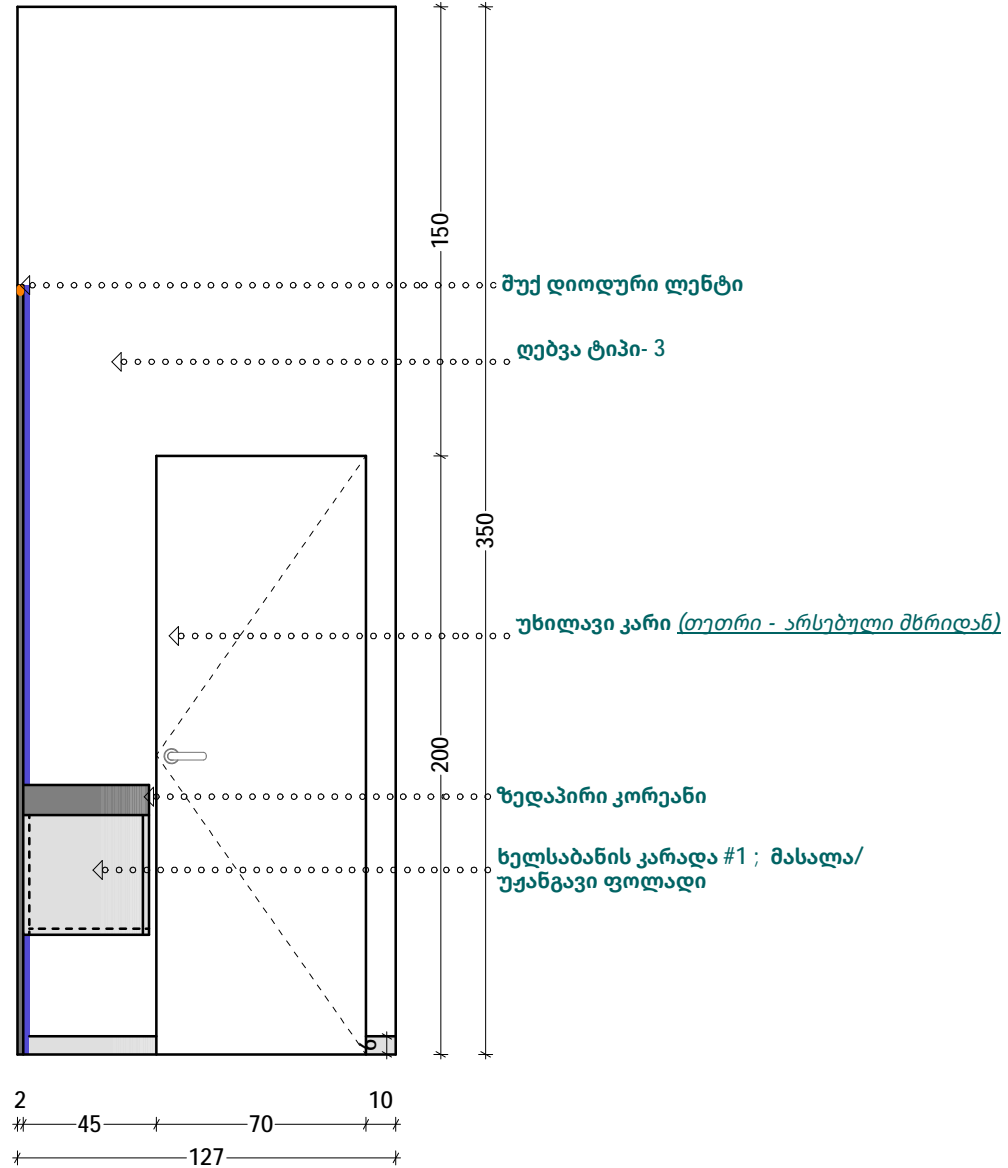 150
შუქ დიოდური ლენტი
ღებვა ტიპი- 3
350
უხილავი კარი (თეთრი - არსებული მხრიდან)
200
ზედაპირი კორეანი
ხელსაბანის კარადა #1 ; მასალა/
უჟანგავი ფოლადი
6
2 10
45 70
127